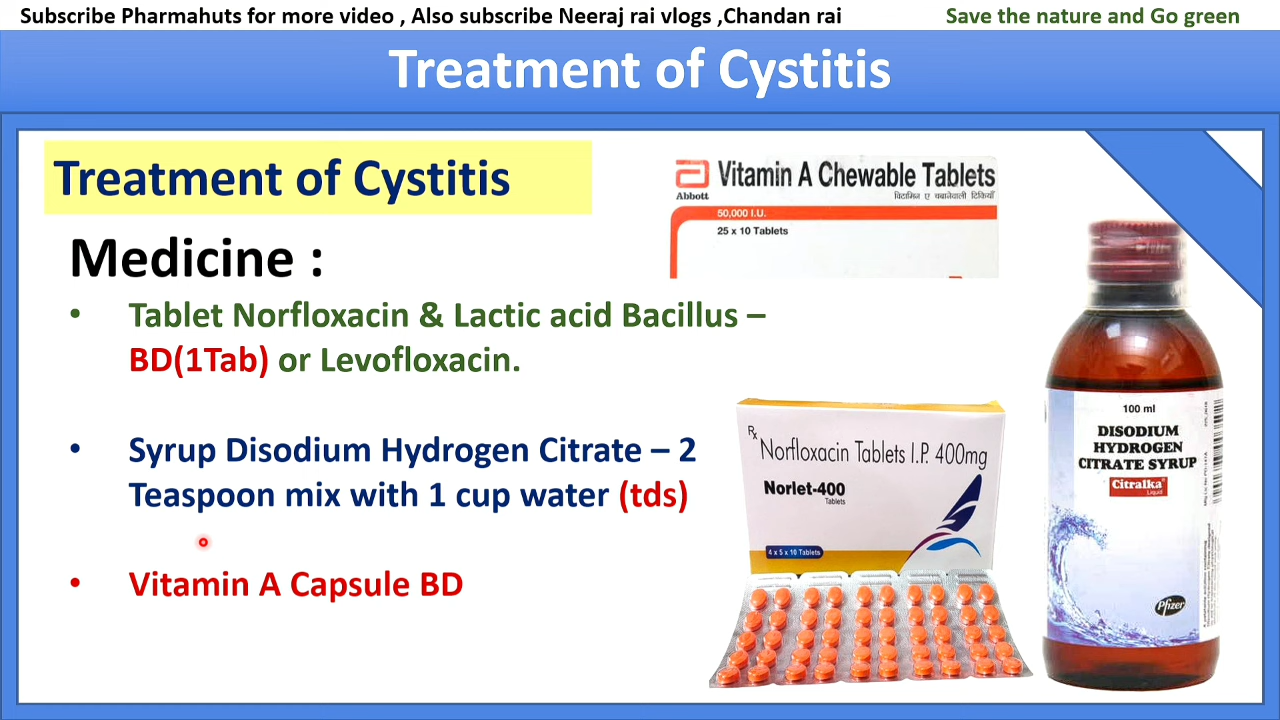 Subscribe Pharmahuts for more video , Also subscribe Neeraj rai vlogs ,Chandan rai
Save the nature and Go green
Treatment of Cystitis
Treatment of Cystitis
Medicine :
• Tablet Norfloxacin & Lactic acid Bacillus –
BD(1Tab) or Levofloxacin.
• Syrup Disodium Hydrogen Citrate – 2
Teaspoon mix with 1 cup water (tds)
• Vitamin A Capsule BD
Abbott
Vitamin A Chewable Tablets
विटामिन ए चबानेवाली टिकियाँ
50,000 I.U.
25 x 10 Tablets
Rx
Norfloxacin Tablets I.P. 400mg
Norlet-400
Tablets
4 x 5 x 10 Tablets
100 ml
DISODIUM
HYDROGEN
CITRATE SYRUP
Citralka
Liquid
Pfizer